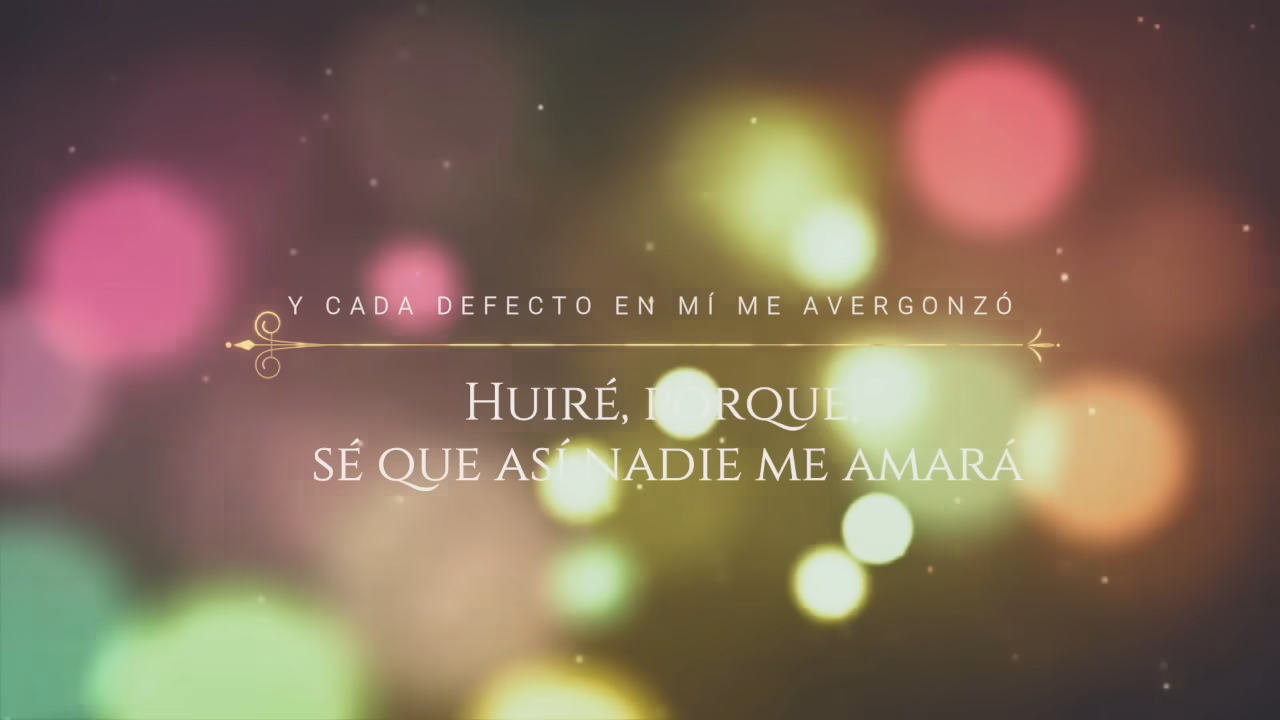 Y CADA DEFECTO EN MÍ ME AVERGONZÓ
Huiré, porque,
sé que así nadie me amará